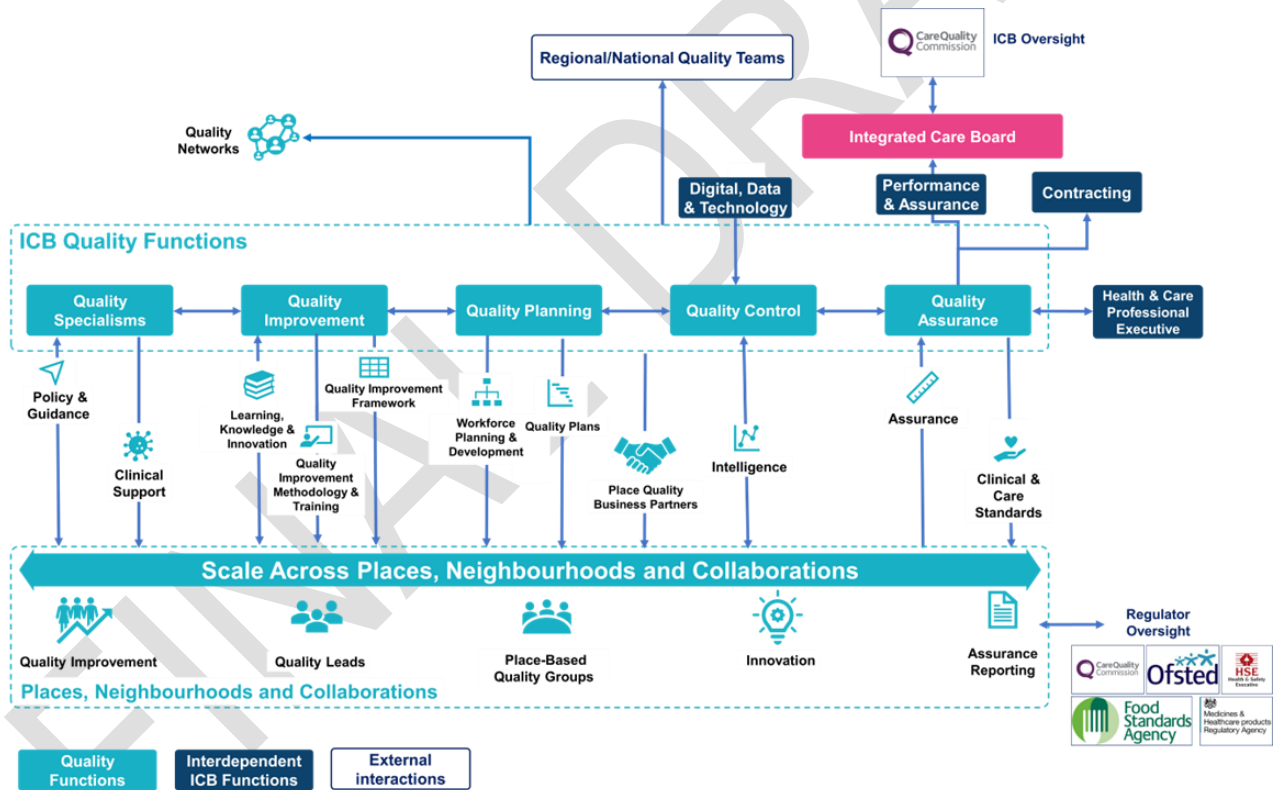 CareQuality
Commission
ICB Oversight
Regional/National Quality Teams
Quality
Networks
Integrated Care Board
Digital, Data
& Technology
Performance
& Assurance
Contracting
ICB Quality Functions
Quality
Specialisms
Quality
Improvement
Quality Planning
Quality Control
Quality
Assurance
Health & Care
Professional
Executive
Policy &
Guidance
Clinical
Support
Learning,
Knowledge &
Innovation
Quality
Improvement
Methodology &
Training
Quality Improvement
Framework
Workforce
Planning &
Development
Quality Plans
Place Quality
Business Partners
Intelligence
Assurance
Clinical &
Care
Standards
Scale Across Places, Neighbourhoods and Collaborations
Quality Improvement
Quality Leads
Place-Based
Quality Groups
Innovation
Assurance
Reporting
Places, Neighbourhoods and Collaborations
Regulator
Oversight
CareQuality
Commission
Ofsted
HSE
Health & Safety
Executive
Food
Standards
Agency
Medicines &
Healthcare products
Regulatory Agency
Quality
Functions
Interdependent
ICB Functions
External
interactions
FINAL DRA